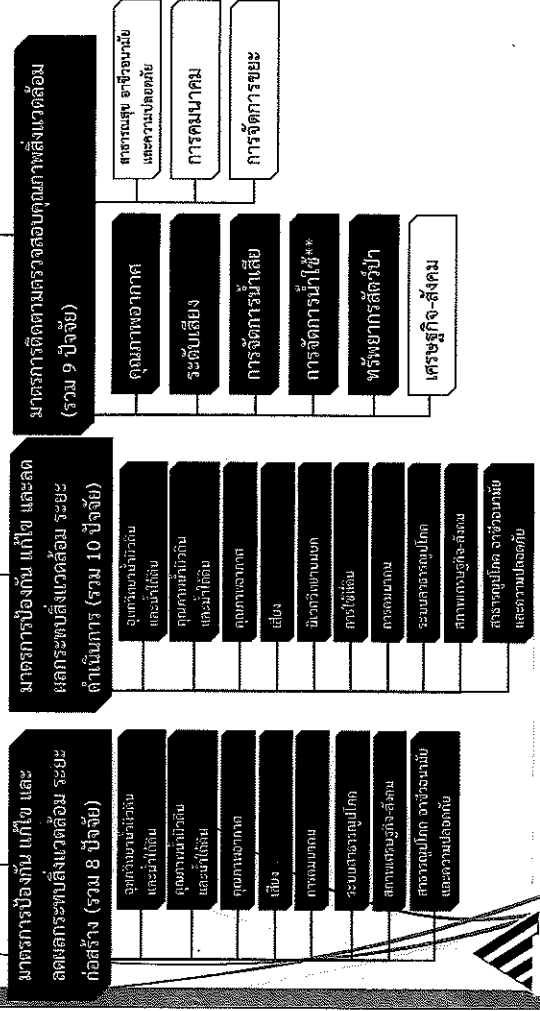 มาตรการป้องกัน แก้ไข และ
ลดผลกระทบสิ่งแวดล้อม ระยะ
ก่อสร้าง (รวม 8 ปัจจัย)
อุทกวิทยาน้ำผิวดิน
และน้ำใต้ดิน
คุณภาพน้ำผิวดิน
และน้ำใต้ดิน
คุณภาพอากาศ
เสียง
การคมนาคม
ระบบสาธารณูปโภค
สภาพเศรษฐกิจ-สังคม
สาธารณูปโภค อาชีวอนามัย
และความปลอดภัย
มาตรการป้องกัน แก้ไข และลด
ผลกระทบสิ่งแวดล้อม ระยะ
ดำเนินการ (รวม 10 ปัจจัย)
อุทกวิทยาน้ำผิวดิน
และน้ำใต้ดิน
คุณภาพน้ำผิวดิน
และน้ำใต้ดิน
คุณภาพอากาศ
เสียง
นิเวศวิทยาบนบก
การใช้ที่ดิน
การคมนาคม
ระบบสาธารณูปโภค
สภาพเศรษฐกิจ-สังคม
สาธารณูปโภค อาชีวอนามัย
และความปลอดภัย
มาตรการติดตามตรวจสอบคุณภาพสิ่งแวดล้อม
(รวม 9 ปัจจัย)
คุณภาพอากาศ
ระดับเสียง
การจัดการน้ำเสีย
การจัดการน้ำใช้**
ทรัพยากรสัตว์ป่า
เศรษฐกิจ-สังคม
สาธารณสุข อาชีวอนามัย
และความปลอดภัย
การคมนาคม
การจัดการขยะ